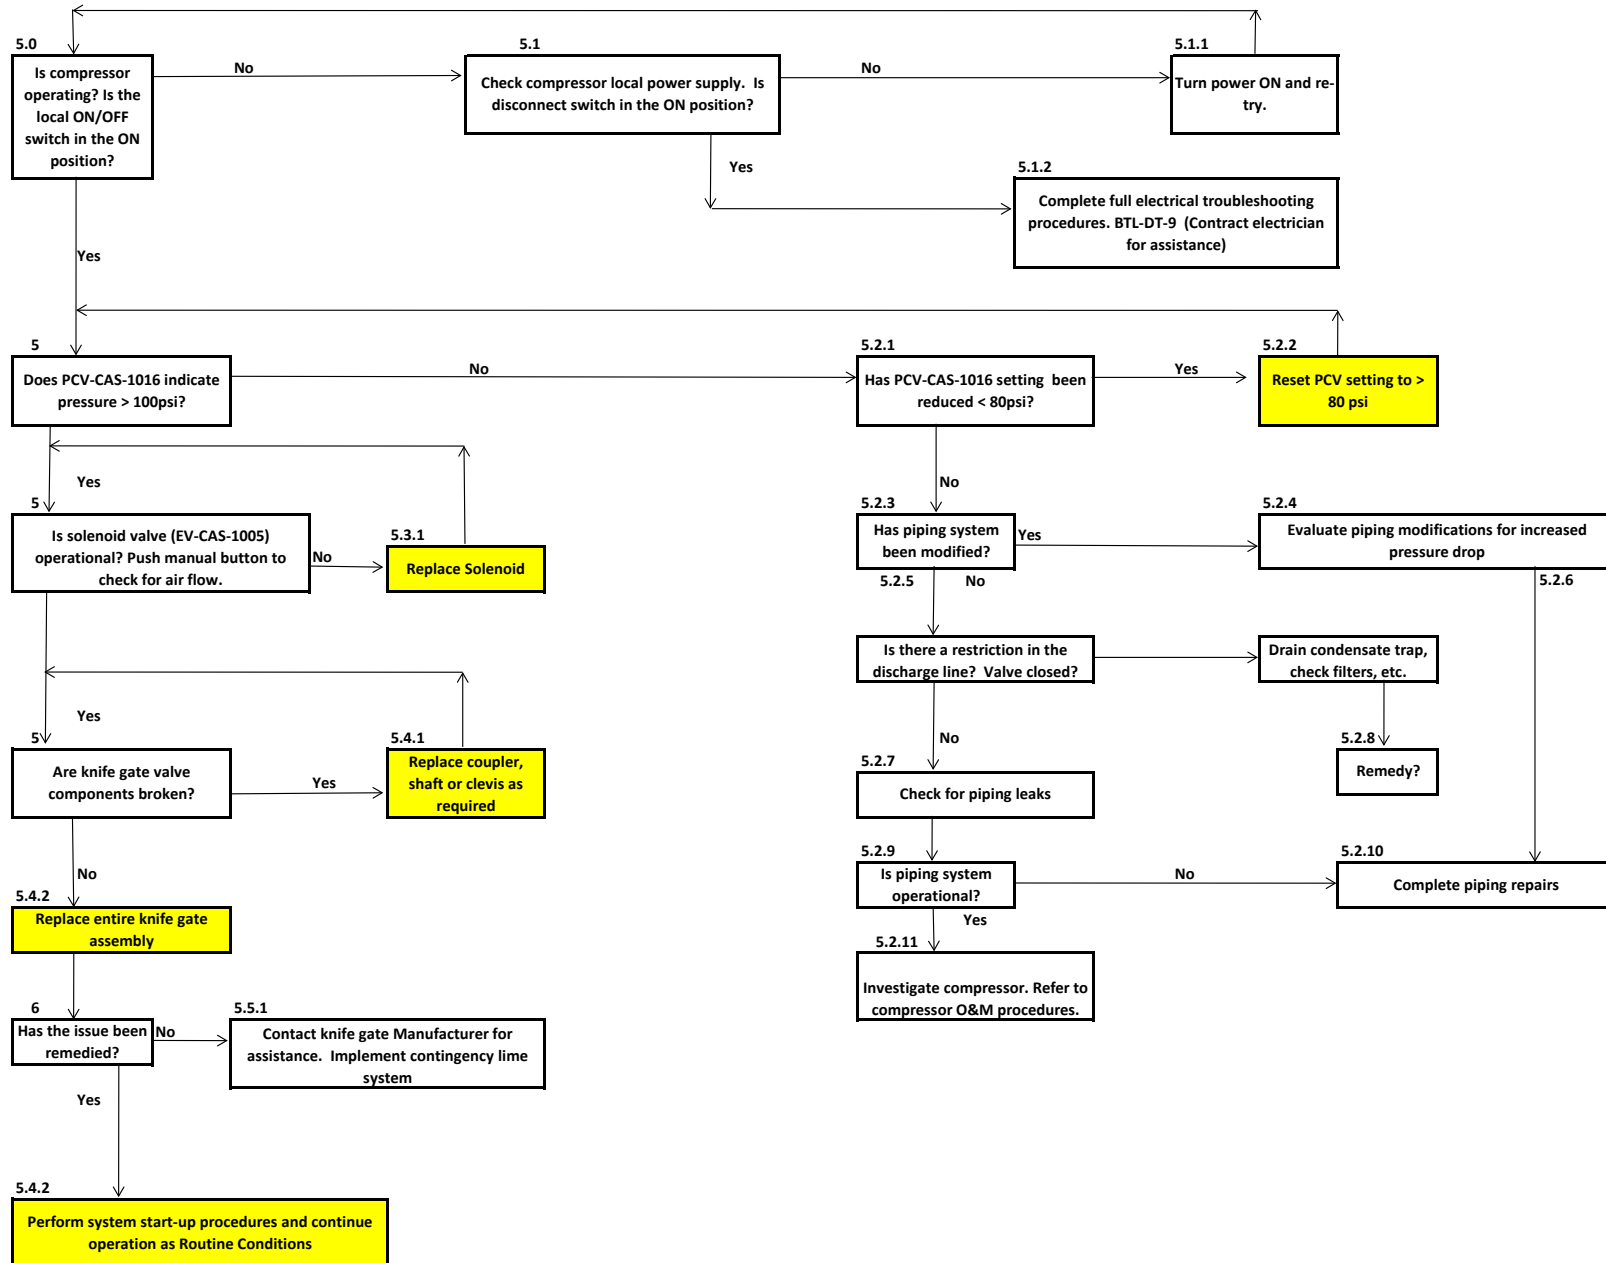 5.0
Is compressor
operating? Is the
local ON/OFF
switch in the ON
position?
No
5.1
Check compressor local power supply.  Is
disconnect switch in the ON position?
No
5.1.1
Turn power ON and re-
try.
Yes
5.1.2
Complete full electrical troubleshooting
procedures. BTL-DT-9  (Contract electrician
for assistance)
Yes
5
Does PCV-CAS-1016 indicate
pressure > 100psi?
No
5.2.1
Has PCV-CAS-1016 setting  been
reduced < 80psi?
Yes
5.2.2
Reset PCV setting to >
80 psi
Yes
No
5
Is solenoid valve (EV-CAS-1005)
operational? Push manual button to
check for air flow.
No
5.3.1
Replace Solenoid
5.2.3
Has piping system
been modified?
Yes
5.2.4
Evaluate piping modifications for increased
pressure drop
5.2.5
No
5.2.6
Is there a restriction in the
discharge line?  Valve closed?
Drain condensate trap,
check filters, etc.
Yes
No
5
Are knife gate valve
components broken?
Yes
5.4.1
Replace coupler,
shaft or clevis as
required
5.2.8
Remedy?
5.2.7
Check for piping leaks
5.2.9
Is piping system
operational?
No
5.2.10
Complete piping repairs
No
5.4.2
Replace entire knife gate
assembly
Yes
5.2.11
Investigate compressor. Refer to
compressor O&M procedures.
6
Has the issue been
remedied?
No
5.5.1
Contact knife gate Manufacturer for
assistance.  Implement contingency lime
system
Yes
5.4.2
Perform system start-up procedures and continue
operation as Routine Conditions